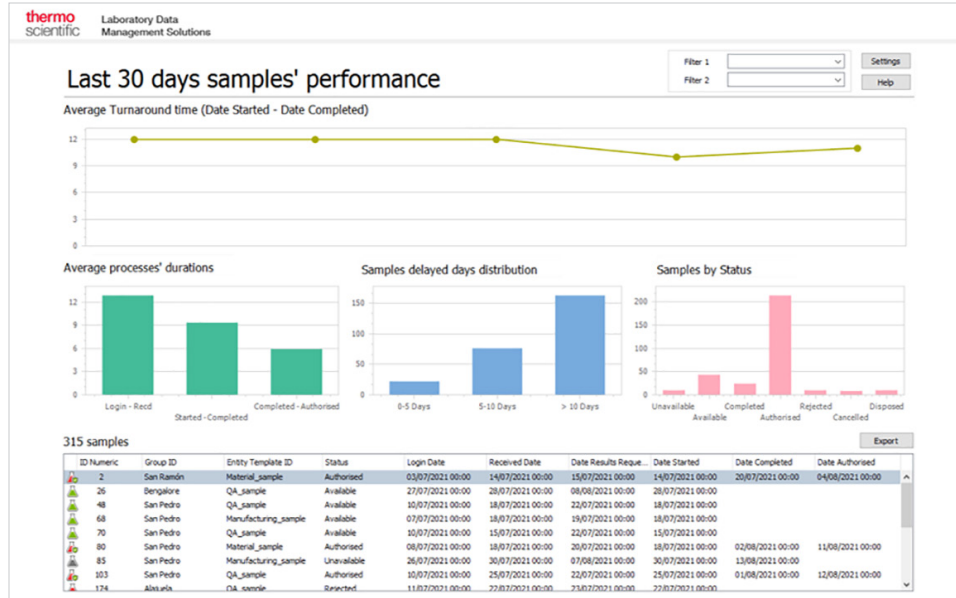 thermo
scientific
Laboratory Data
Management Solutions
Last 30 days samples' performance
Filter 1
Filter 2
Settings
Help
Average Turnaround time (Date Started - Date Completed)
12
9
6
3
0
Average processes' durations
12
9
6
3
0
Login - Recd
Started - Completed
Completed - Authorised
Samples delayed days distribution
150
100
50
0
0-5 Days
5-10 Days
> 10 Days
Samples by Status
200
150
100
50
0
Unavailable
Available
Completed
Authorised
Rejected
Cancelled
Disposed
315 samples
Export
ID Numeric Group ID Entity Template ID Status Login Date Received Date Date Results Reque... Date Started Date Completed Date Authorised
2 San Ramón Material_sample Authorised 03/07/2021 00:00 14/07/2021 00:00 15/07/2021 00:00 14/07/2021 00:00 20/07/2021 00:00 04/08/2021 00:00
26 Bengalore QA_sample Available 27/07/2021 00:00 28/07/2021 00:00 08/08/2021 00:00 28/07/2021 00:00
48 San Pedro QA_sample Available 10/07/2021 00:00 18/07/2021 00:00 22/07/2021 00:00 18/07/2021 00:00
68 San Pedro Manufacturing_sample Available 07/07/2021 00:00 18/07/2021 00:00 19/07/2021 00:00 18/07/2021 00:00
70 San Pedro QA_sample Available 10/07/2021 00:00 15/07/2021 00:00 22/07/2021 00:00 15/07/2021 00:00
80 San Pedro Material_sample Authorised 08/07/2021 00:00 18/07/2021 00:00 20/07/2021 00:00 18/07/2021 00:00 02/08/2021 00:00 11/08/2021 00:00
85 San Pedro Manufacturing_sample Unavailable 26/07/2021 00:00 30/07/2021 00:00 07/08/2021 00:00 30/07/2021 00:00 13/08/2021 00:00
103 San Pedro QA_sample Authorised 10/07/2021 00:00 25/07/2021 00:00 22/07/2021 00:00 25/07/2021 00:00 01/08/2021 00:00 12/08/2021 00:00
124 Alajuela QA_sample Rejected 11/07/2021 00:00 22/07/2021 00:00 23/07/2021 00:00 22/07/2021 00:00